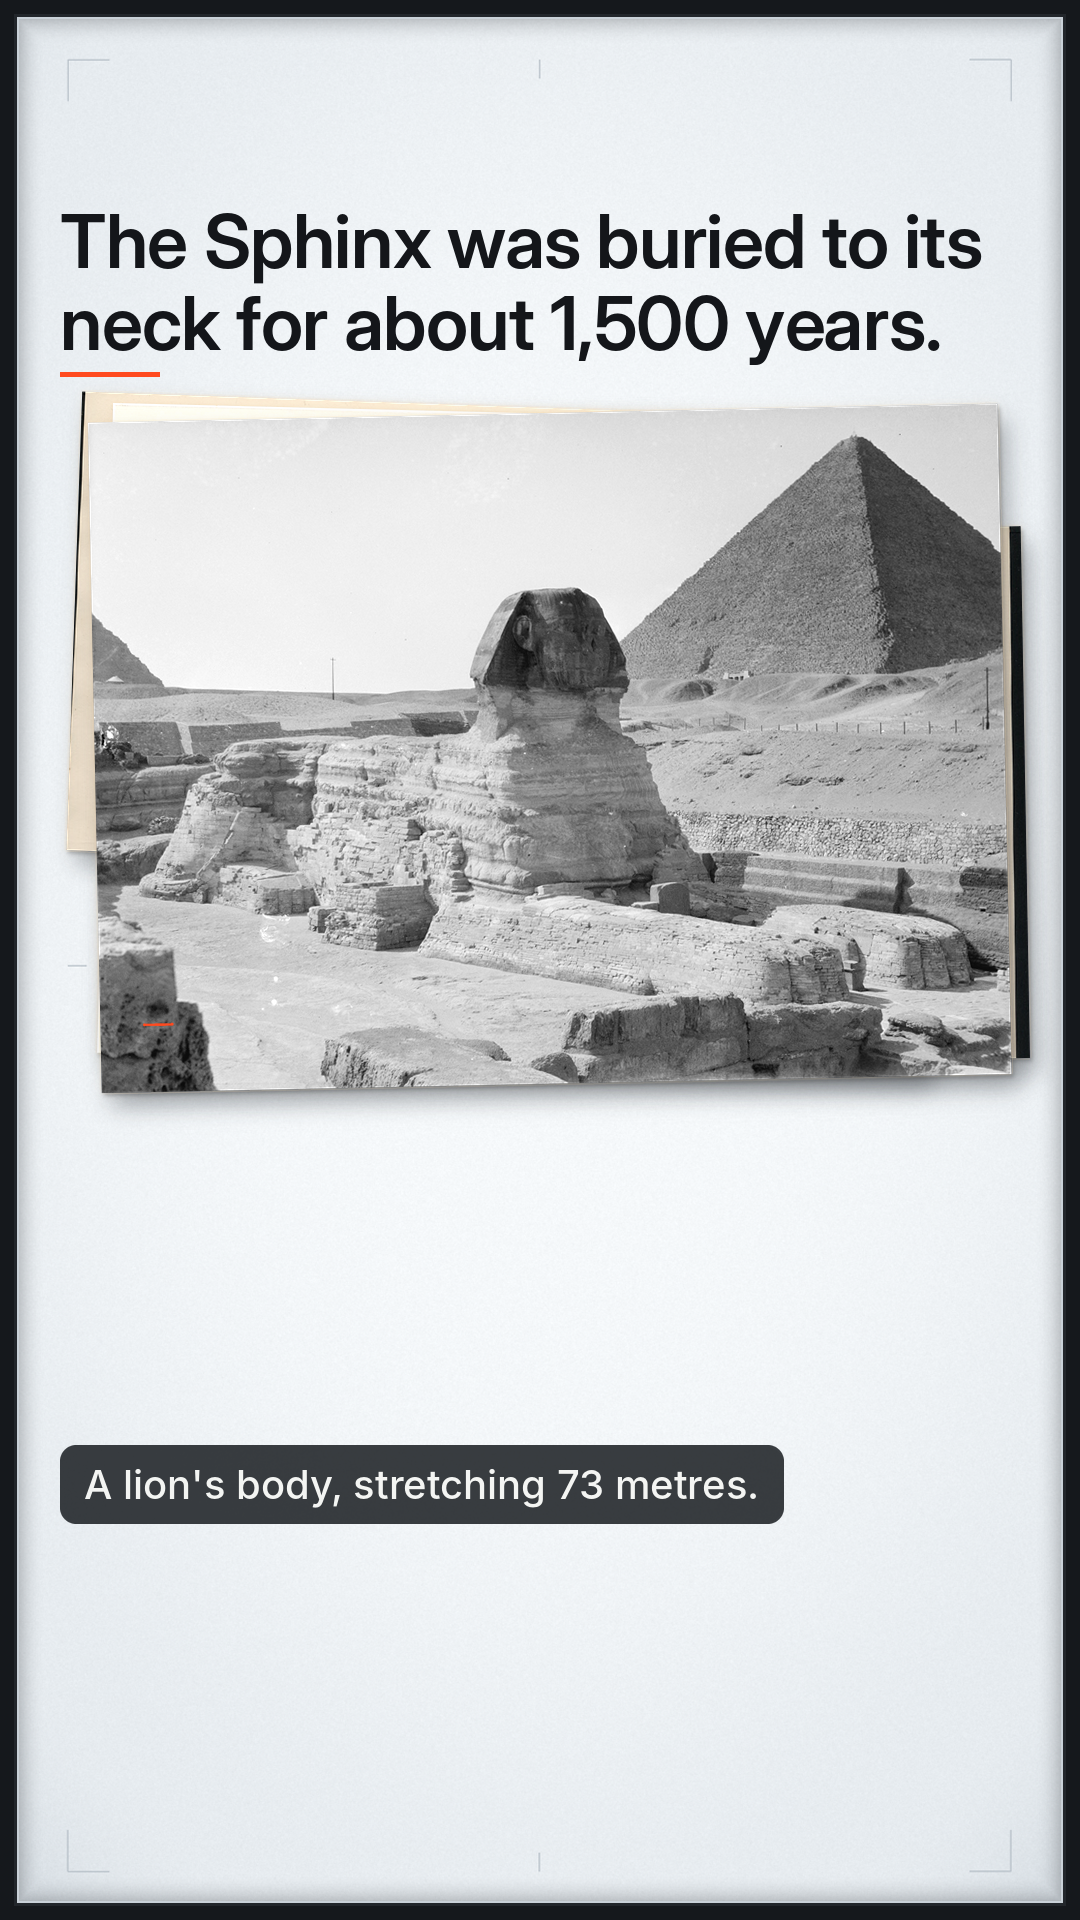 The Sphinx was buried to its
neck for about 1,500 years.
A lion's body, stretching 73 metres.